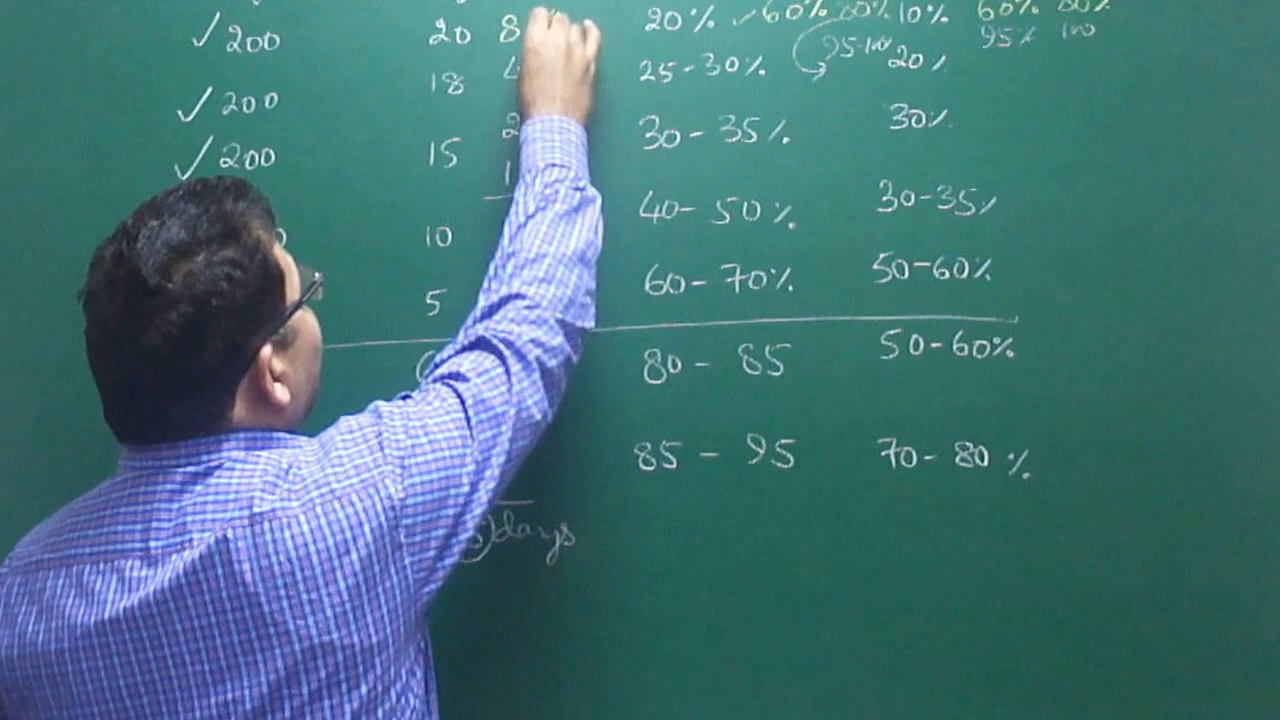 ✓ 200 20 8 20% ✓60% 80% 10% 60% 80%
95-100 95% 100
18 4 25-30% 20%
✓ 200
2 30-35% 30%
✓ 200 15 1
10 40-50% 30-35%
5 60-70% 50-60%
80-85 50-60%
85-95 70-80%
days